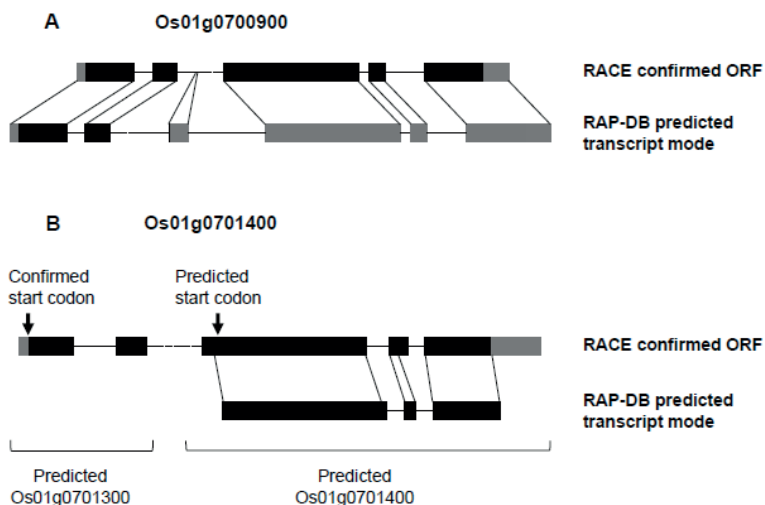 A
Os01g0700900
RACE confirmed ORF
RAP-DB predicted
transcript mode
B
Os01g0701400
Confirmed
start codon
Predicted
start codon
RACE confirmed ORF
RAP-DB predicted
transcript mode
Predicted
Os01g0701300
Predicted
Os01g0701400